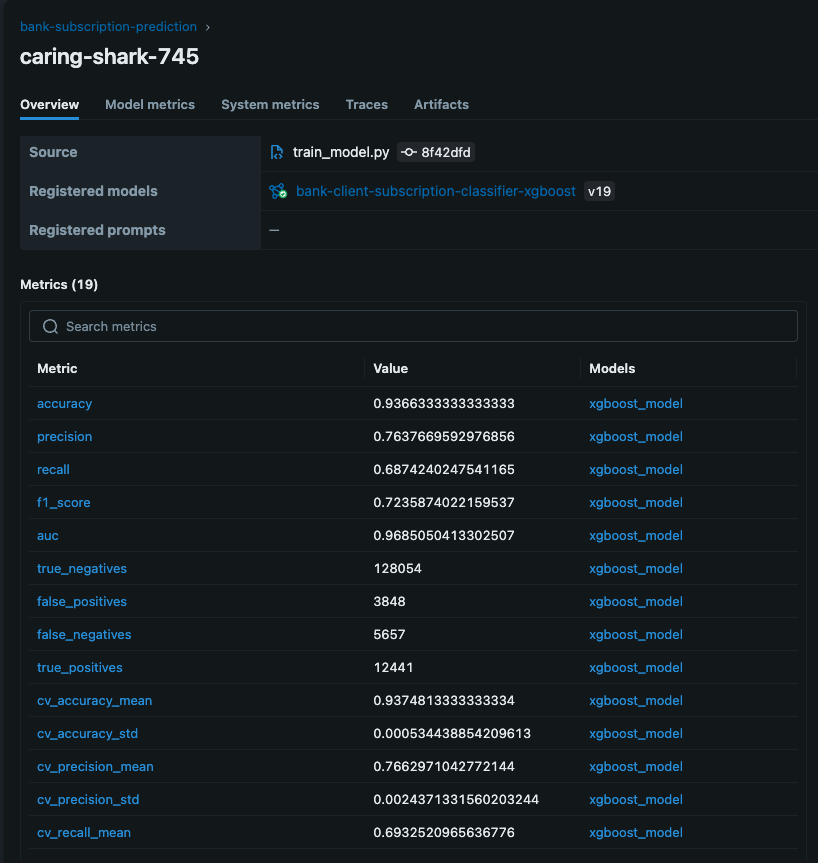 bank-subscription-prediction ›
caring-shark-745
Overview Model metrics System metrics Traces Artifacts
Source train_model.py 8f42dfd
Registered models bank-client-subscription-classifier-xgboost v19
Registered prompts —
Metrics (19)
Search metrics
Metric Value Models
accuracy 0.9366333333333333 xgboost_model
precision 0.7637669592976856 xgboost_model
recall 0.6874240247541165 xgboost_model
f1_score 0.7235874022159537 xgboost_model
auc 0.9685050413302507 xgboost_model
true_negatives 128054 xgboost_model
false_positives 3848 xgboost_model
false_negatives 5657 xgboost_model
true_positives 12441 xgboost_model
cv_accuracy_mean 0.9374813333333334 xgboost_model
cv_accuracy_std 0.000534438854209613 xgboost_model
cv_precision_mean 0.7662971042772144 xgboost_model
cv_precision_std 0.0024371331560203244 xgboost_model
cv_recall_mean 0.6932520965636776 xgboost_model